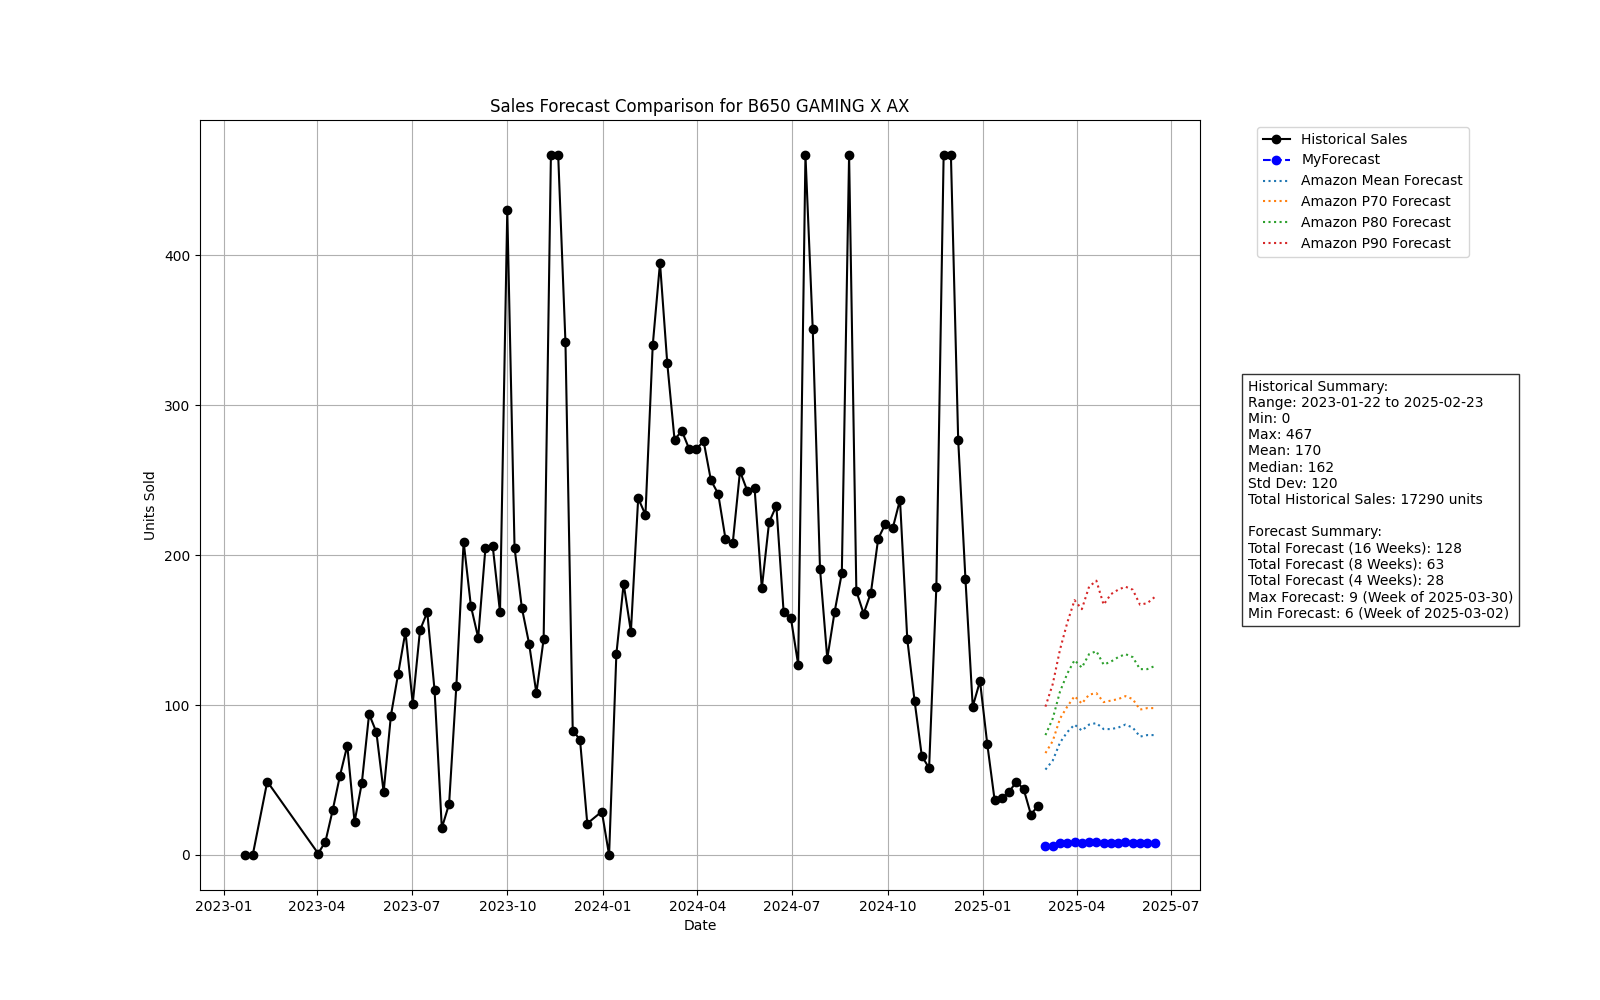 Sales Forecast Comparison for B650 GAMING X AX
Units Sold
400
300
200
100
0
2023-01
2023-04
2023-07
2023-10
2024-01
2024-04
2024-07
2024-10
2025-01
2025-04
2025-07
Date
Historical Sales
MyForecast
Amazon Mean Forecast
Amazon P70 Forecast
Amazon P80 Forecast
Amazon P90 Forecast
Historical Summary:
Range: 2023-01-22 to 2025-02-23
Min: 0
Max: 467
Mean: 170
Median: 162
Std Dev: 120
Total Historical Sales: 17290 units
Forecast Summary:
Total Forecast (16 Weeks): 128
Total Forecast (8 Weeks): 63
Total Forecast (4 Weeks): 28
Max Forecast: 9 (Week of 2025-03-30)
Min Forecast: 6 (Week of 2025-03-02)